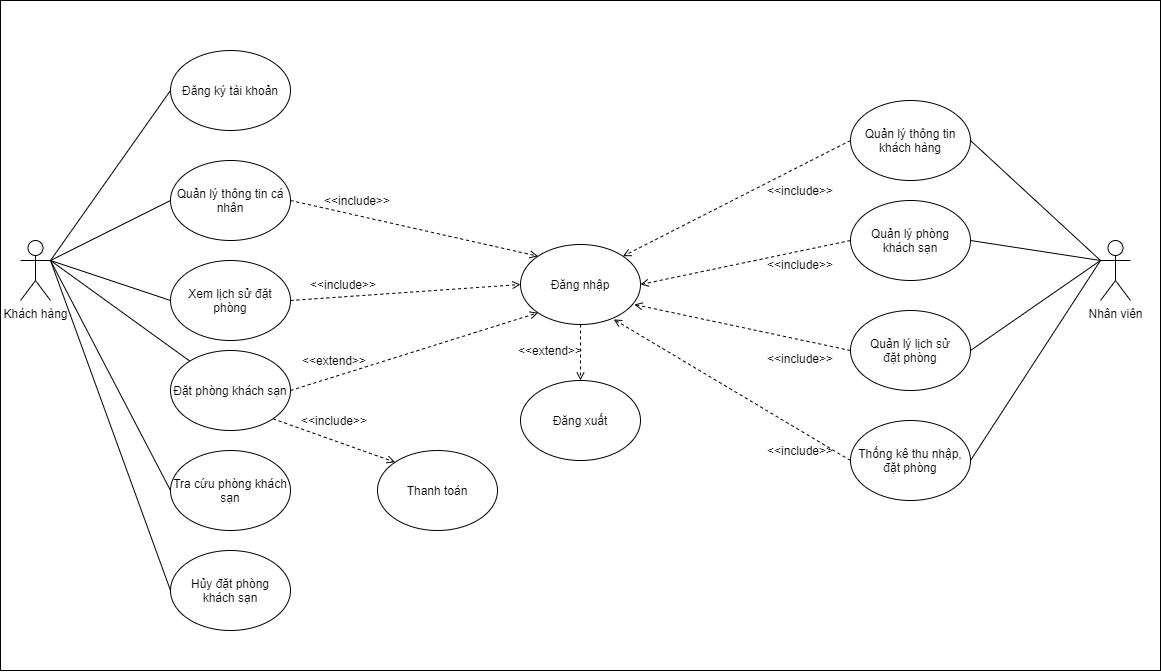 Đăng ký tài khoản
Quản lý thông tin cá
nhân
<<include>>
Xem lịch sử đặt
phòng
<<include>>
Khách hàng
Đặt phòng khách sạn
<<extend>>
<<include>>
Tra cứu phòng khách
sạn
Thanh toán
Hủy đặt phòng
khách sạn
Đăng nhập
<<extend>>
Đăng xuất
Quản lý thông tin
khách hàng
<<include>>
Quản lý phòng
khách sạn
<<include>>
Nhân viên
Quản lý lịch sử
đặt phòng
<<include>>
Thống kê thu nhập,
đặt phòng
<<include>>